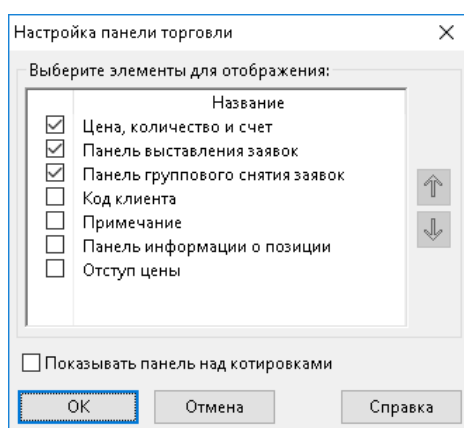 Настройка панели торговли
Выберите элементы для отображения:
Название
Цена, количество и счет
Панель выставления заявок
Панель группового снятия заявок
Код клиента
Примечание
Панель информации о позиции
Отступ цены
Показывать панель над котировками
OK Отмена Справка